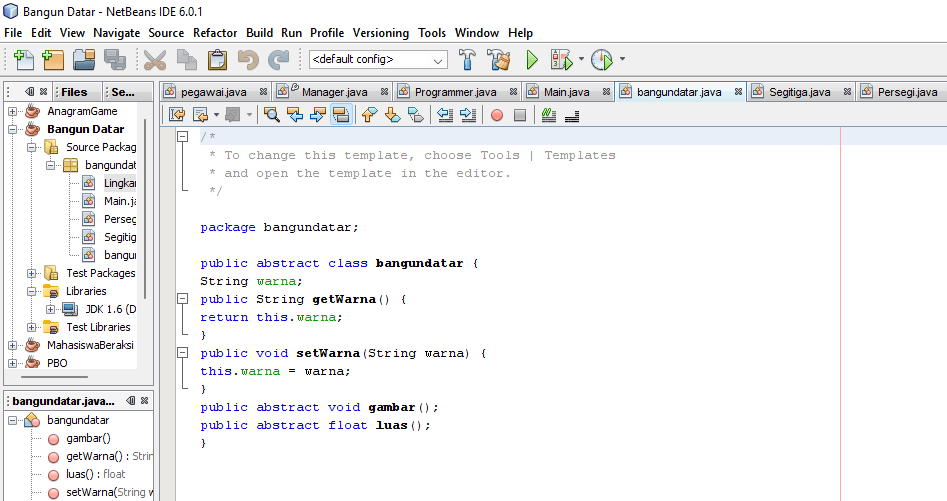 Bangun Datar - NetBeans IDE 6.0.1
File Edit View Navigate Source Refactor Build Run Profile Versioning Tools Window Help
<default config>
Files Se...
pegawai.java Manager.java Programmer.java Main.java bangundatar.java Segitiga.java Persegi.java
AnagramGame
Bangun Datar
Source Packag
bangundat
Lingkar
Main.ja
Perseg
Segitig
bangur
Test Packages
Libraries
JDK 1.6 (D
Test Libraries
MahasiswaBeraksi
PBO
/*
* To change this template, choose Tools | Templates
* and open the template in the editor.
*/
package bangundatar;
public abstract class bangundatar {
String warna;
public String getWarna() {
return this.warna;
}
public void setWarna(String warna) {
this.warna = warna;
}
public abstract void gambar();
public abstract float luas();
}
bangundatar.java...
bangundatar
gambar()
getWarna() : Strin
luas() : float
setWarna(String w